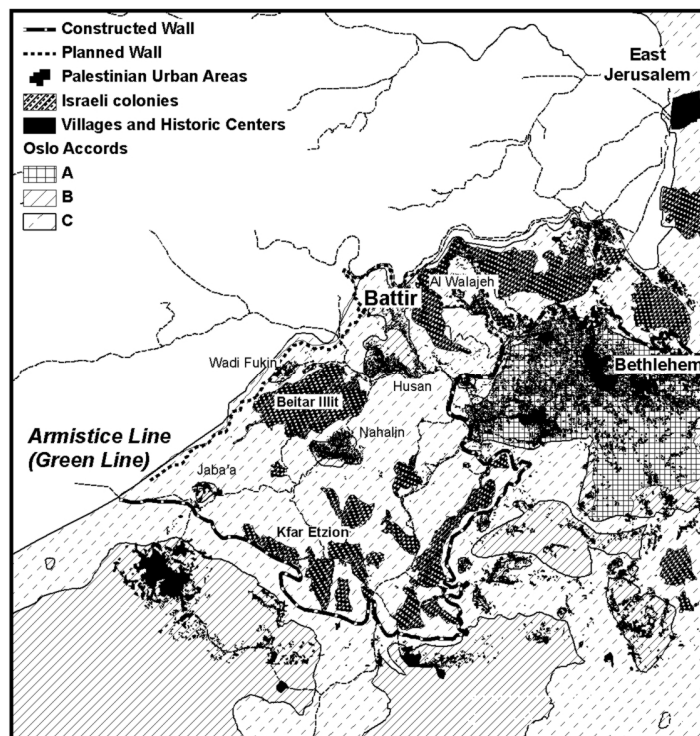 Constructed Wall
Planned Wall
Palestinian Urban Areas
Israeli colonies
Villages and Historic Centers
Oslo Accords
A
B
C
East
Jerusalem
Al Walajeh
Battir
Wadi Fukin
Bethlehem
Husan
Beitar Illit
Armistice Line
(Green Line)
Nahalin
Jaba'a
Kfar Etzion